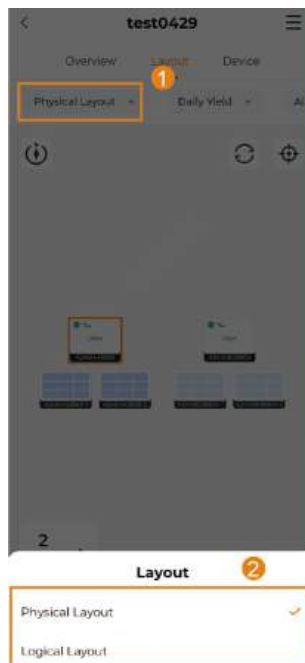 test0429
Overview Layout Device
1
Physical Layout Daily Yield
2
Layout 2
Physical Layout
Logical Layout